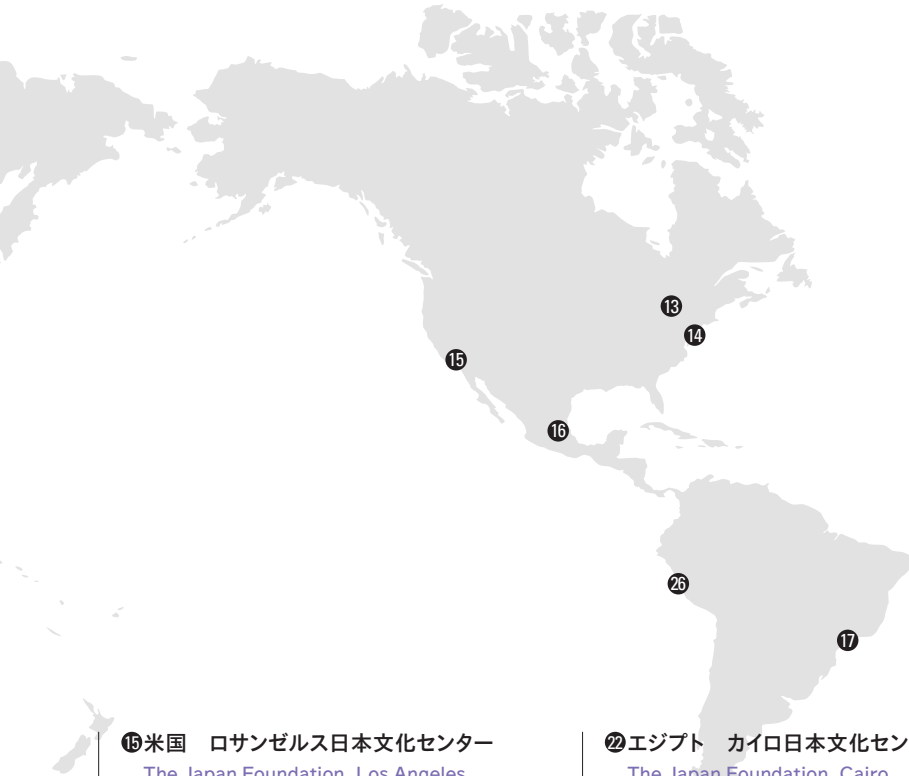 ⑬
⑭
⑮
⑯
㉖
⑰
⑮米国　ロサンゼルス日本文化センター
The Japan Foundation, Los Angeles
㉒エジプト　カイロ日本文化セン
The Japan Foundation, Cairo